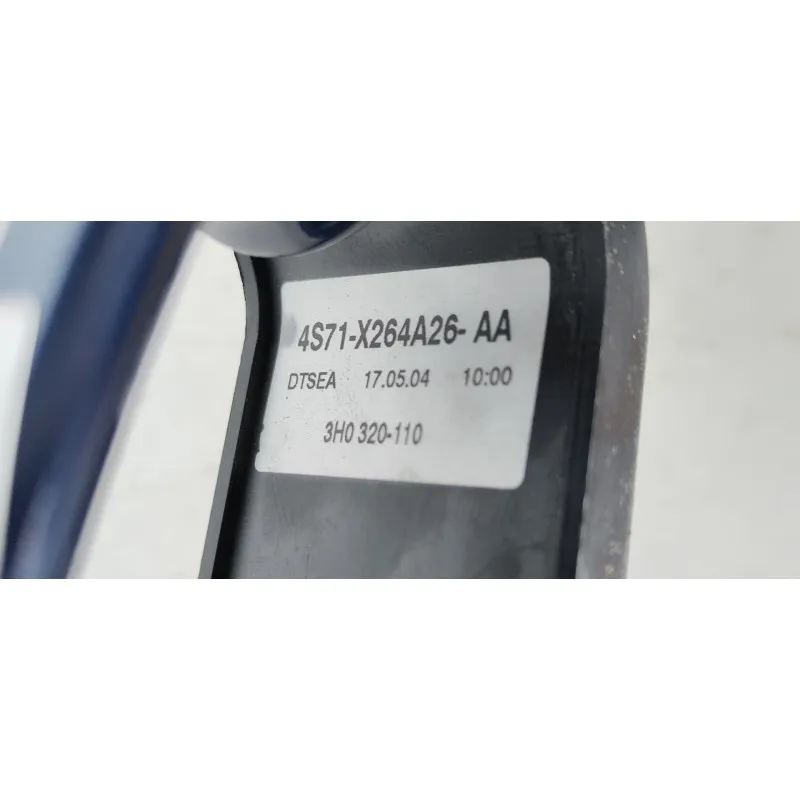 4S71-X264A26- AA
DTSEA 17.05.04 10:00
3H0 320-110